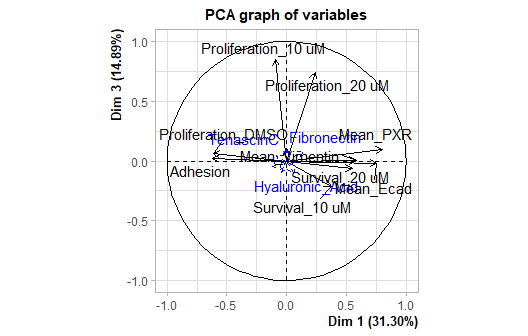 PCA graph of variables
Dim 3 (14.89%)
1.0
0.5
0.0
-0.5
-1.0
Proliferation_10 uM
Proliferation_20 uM
Proliferation_DMSO
Fibronectin
Mean_PXR
TenascinC
Mean_Vimentin
Adhesion
Survival_20 uM
Hyaluronic_Acid
Mean_Ecad
Survival_10 uM
-1.0 -0.5 0.0 0.5 1.0
Dim 1 (31.30%)